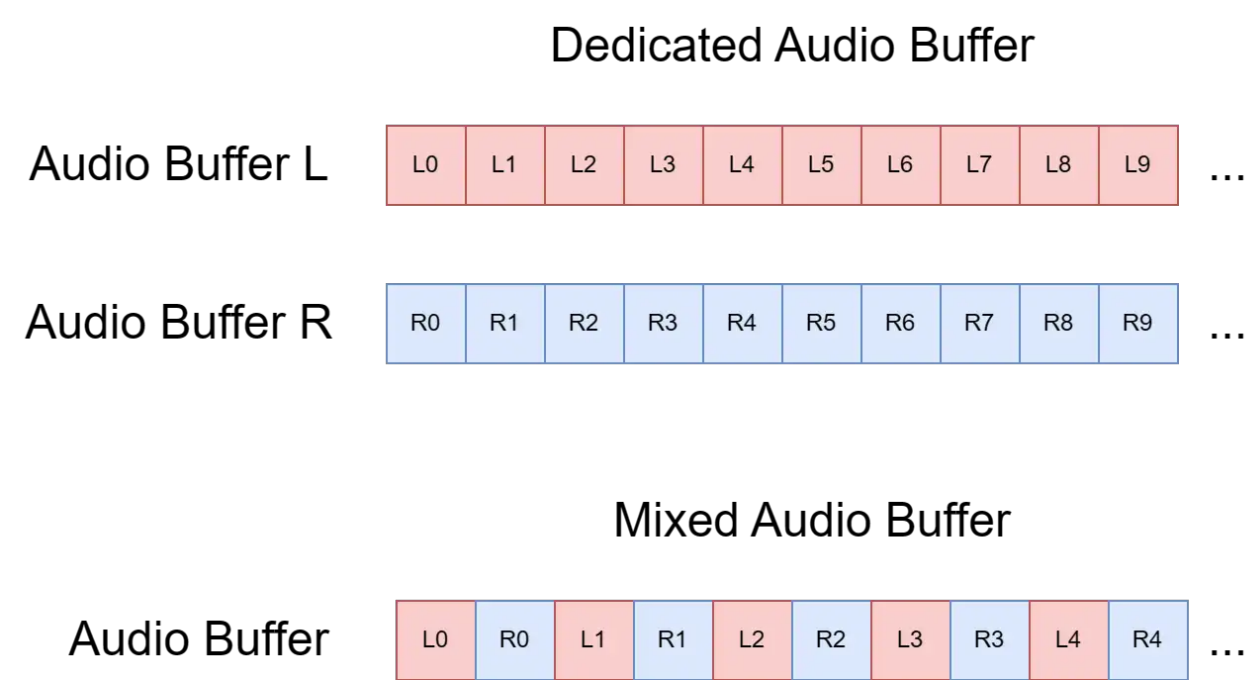 Dedicated Audio Buffer
Audio Buffer L L0 L1 L2 L3 L4 L5 L6 L7 L8 L9 ...
Audio Buffer R R0 R1 R2 R3 R4 R5 R6 R7 R8 R9 ...
Mixed Audio Buffer
Audio Buffer L0 R0 L1 R1 L2 R2 L3 R3 L4 R4 ...